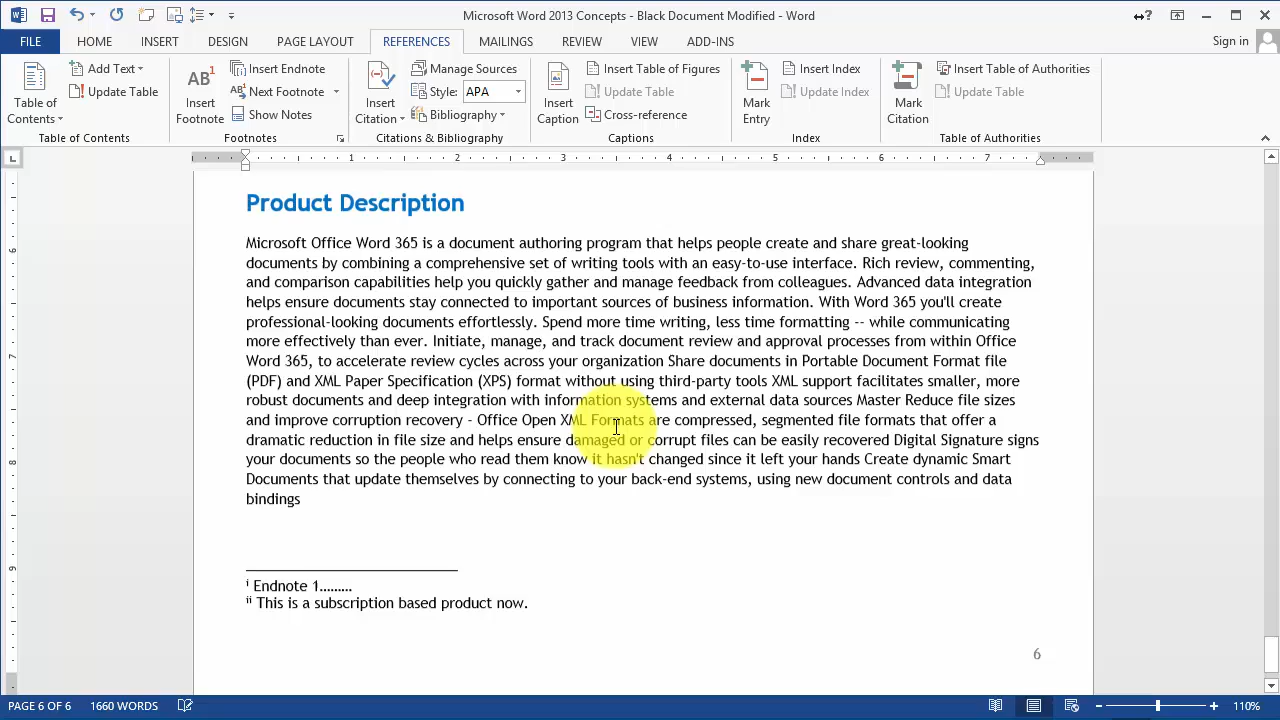 Microsoft Word 2013 Concepts - Black Document Modified - Word
?
FILE HOME INSERT DESIGN PAGE LAYOUT REFERENCES MAILINGS REVIEW VIEW ADD-INS Sign in
Table of Contents
Add Text
Update Table
Table of Contents
AB1
Insert Footnote
Insert Endnote
Next Footnote
Show Notes
Footnotes
Insert Citation
Manage Sources
Style: APA
Bibliography
Citations & Bibliography
Insert Caption
Insert Table of Figures
Update Table
Cross-reference
Captions
Mark Entry
Insert Index
Update Index
Index
Mark Citation
Insert Table of Authorities
Update Table
Table of Authorities
1 2 3 4 5 6 7
6
7
8
9
Product Description
Microsoft Office Word 365 is a document authoring program that helps people create and share great-looking
documents by combining a comprehensive set of writing tools with an easy-to-use interface. Rich review, commenting,
and comparison capabilities help you quickly gather and manage feedback from colleagues. Advanced data integration
helps ensure documents stay connected to important sources of business information. With Word 365 you'll create
professional-looking documents effortlessly. Spend more time writing, less time formatting -- while communicating
more effectively than ever. Initiate, manage, and track document review and approval processes from within Office
Word 365, to accelerate review cycles across your organization Share documents in Portable Document Format file
(PDF) and XML Paper Specification (XPS) format without using third-party tools XML support facilitates smaller, more
robust documents and deep integration with information systems and external data sources Master Reduce file sizes
and improve corruption recovery - Office Open XML Formats are compressed, segmented file formats that offer a
dramatic reduction in file size and helps ensure damaged or corrupt files can be easily recovered Digital Signature signs
your documents so the people who read them know it hasn't changed since it left your hands Create dynamic Smart
Documents that update themselves by connecting to your back-end systems, using new document controls and data
bindings
i Endnote 1.........
ii This is a subscription based product now.
6
PAGE 6 OF 6 1660 WORDS 110%